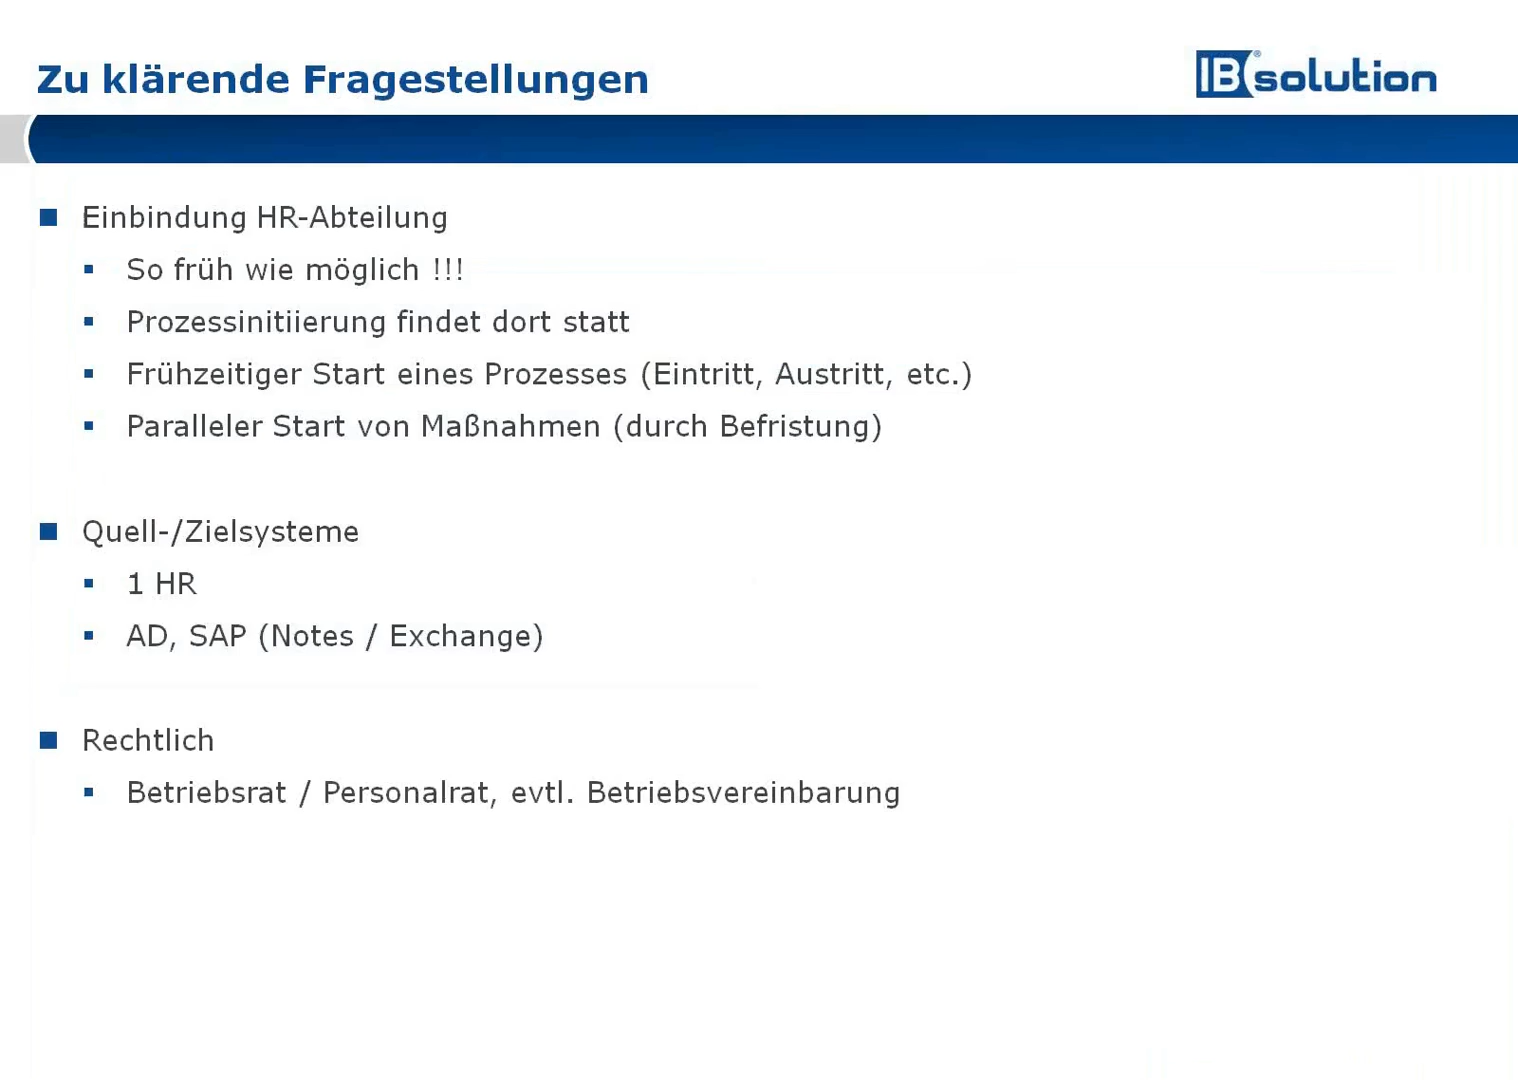 Zu klärende Fragestellungen
IBsolution®
Einbindung HR-Abteilung
So früh wie möglich !!!
Prozessinitiierung findet dort statt
Frühzeitiger Start eines Prozesses (Eintritt, Austritt, etc.)
Paralleler Start von Maßnahmen (durch Befristung)
Quell-/Zielsysteme
1 HR
AD, SAP (Notes / Exchange)
Rechtlich
Betriebsrat / Personalrat, evtl. Betriebsvereinbarung